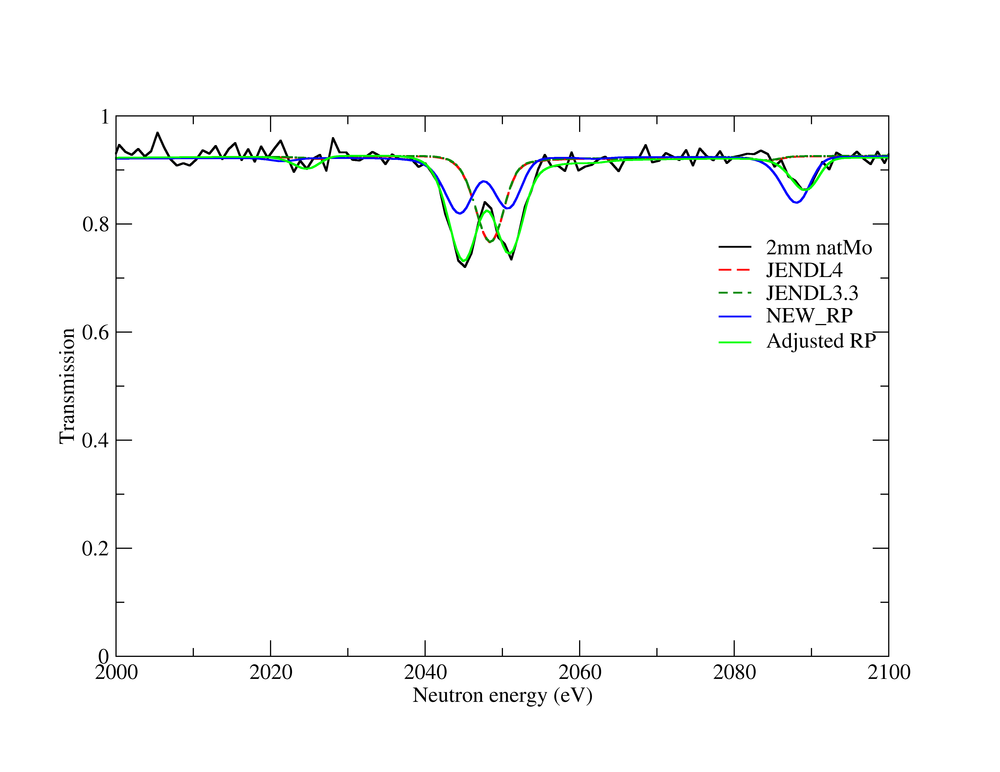 1
0.8
0.6
0.4
0.2
0
Transmission
2mm natMo
JENDL4
JENDL3.3
NEW_RP
Adjusted RP
2000 2020 2040 2060 2080 2100
Neutron energy (eV)